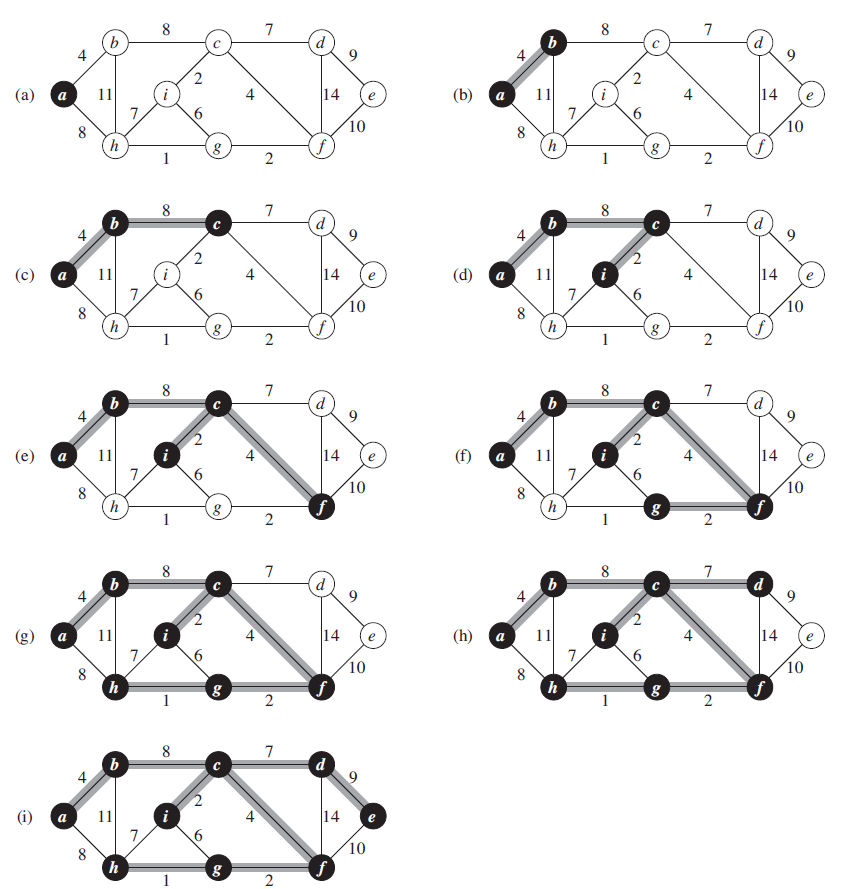 8 7 8 7
4 b c d 9 4 b c d 9
2 2
(a) a 11 i 4 14 e (b) a 11 i 4 14 e
7 6 7 6
8 h g f 10 8 h g f 10
1 2 1 2
8 7 8 7
4 b c d 9 4 b c d 9
2 2
(c) a 11 i 4 14 e (d) a 11 i 4 14 e
7 6 7 6
8 h g f 10 8 h g f 10
1 2 1 2
8 7 8 7
4 b c d 9 4 b c d 9
2 2
(e) a 11 i 4 14 e (f) a 11 i 4 14 e
7 6 7 6
8 h g f 10 8 h g f 10
1 2 1 2
8 7 8 7
4 b c d 9 4 b c d 9
2 2
(g) a 11 i 4 14 e (h) a 11 i 4 14 e
7 6 7 6
8 h g f 10 8 h g f 10
1 2 1 2
8 7
4 b c d 9
2
(i) a 11 i 4 14 e
7 6
8 h g f 10
1 2